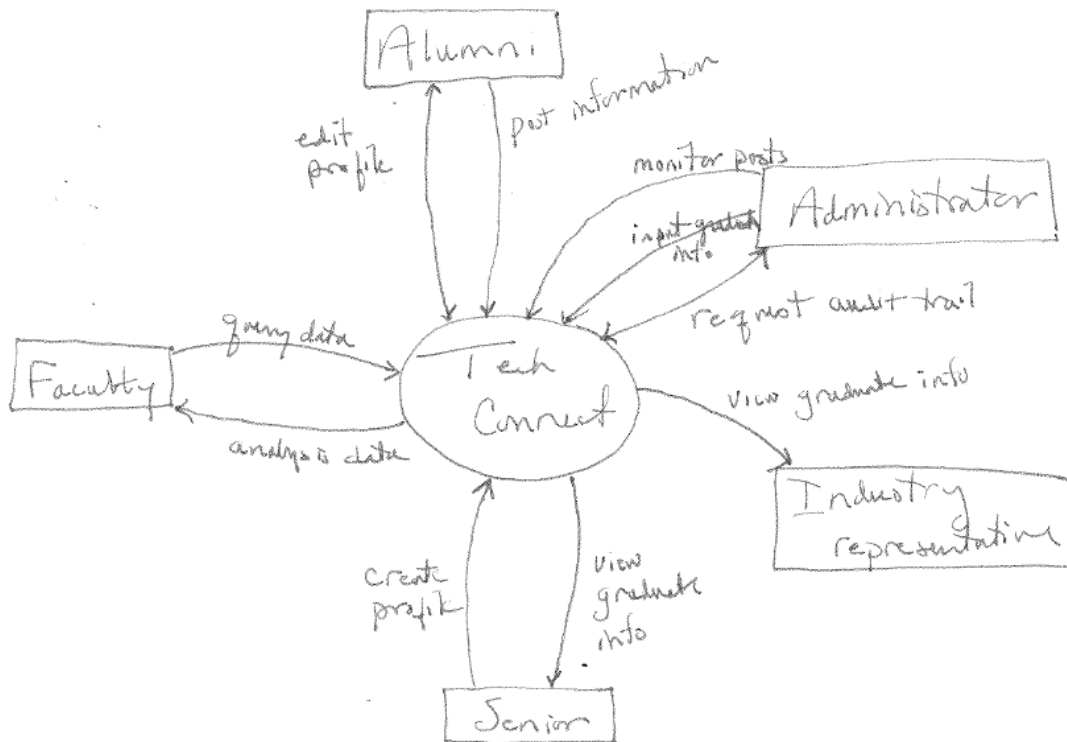 Alumni
edit
profile
post information
monitor posts
Administrator
input
info
request audit trail
query data
Faculty
analysis data
Tech
Connect
view graduate info
Industry
representative
create
profile
view
graduate
info
Senior